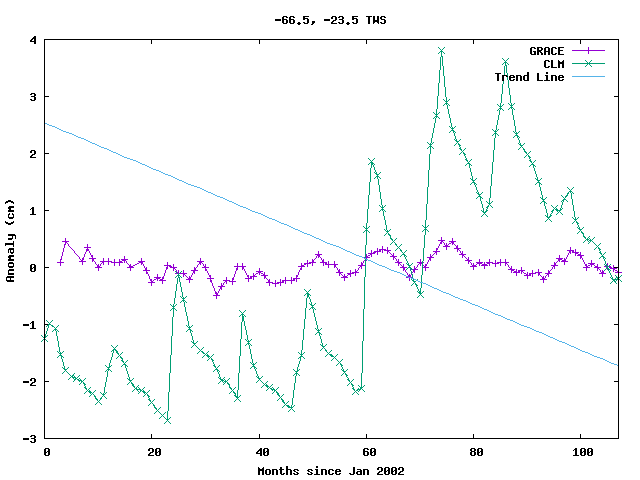 -66.5, -23.5 TWS
GRACE
CLM
Trend Line
4
3
2
1
0
-1
-2
-3
Anomaly (cm)
0 20 40 60 80 100
Months since Jan 2002